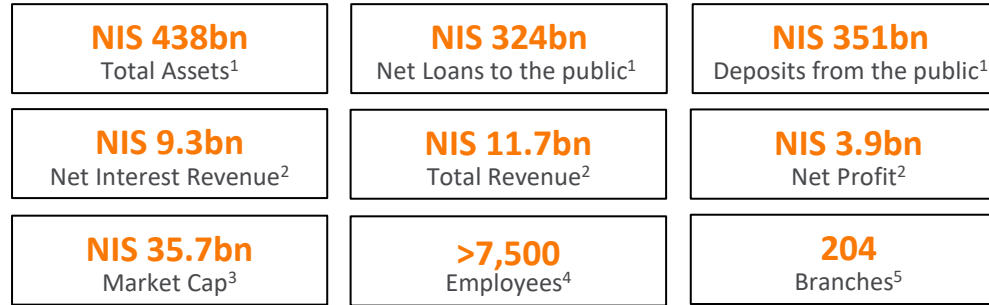 NIS 438bn
Total Assets1
NIS 324bn
Net Loans to the public1
NIS 351bn
Deposits from the public1
NIS 9.3bn
Net Interest Revenue2
NIS 11.7bn
Total Revenue2
NIS 3.9bn
Net Profit2
NIS 35.7bn
Market Cap3
>7,500
Employees4
204
Branches5